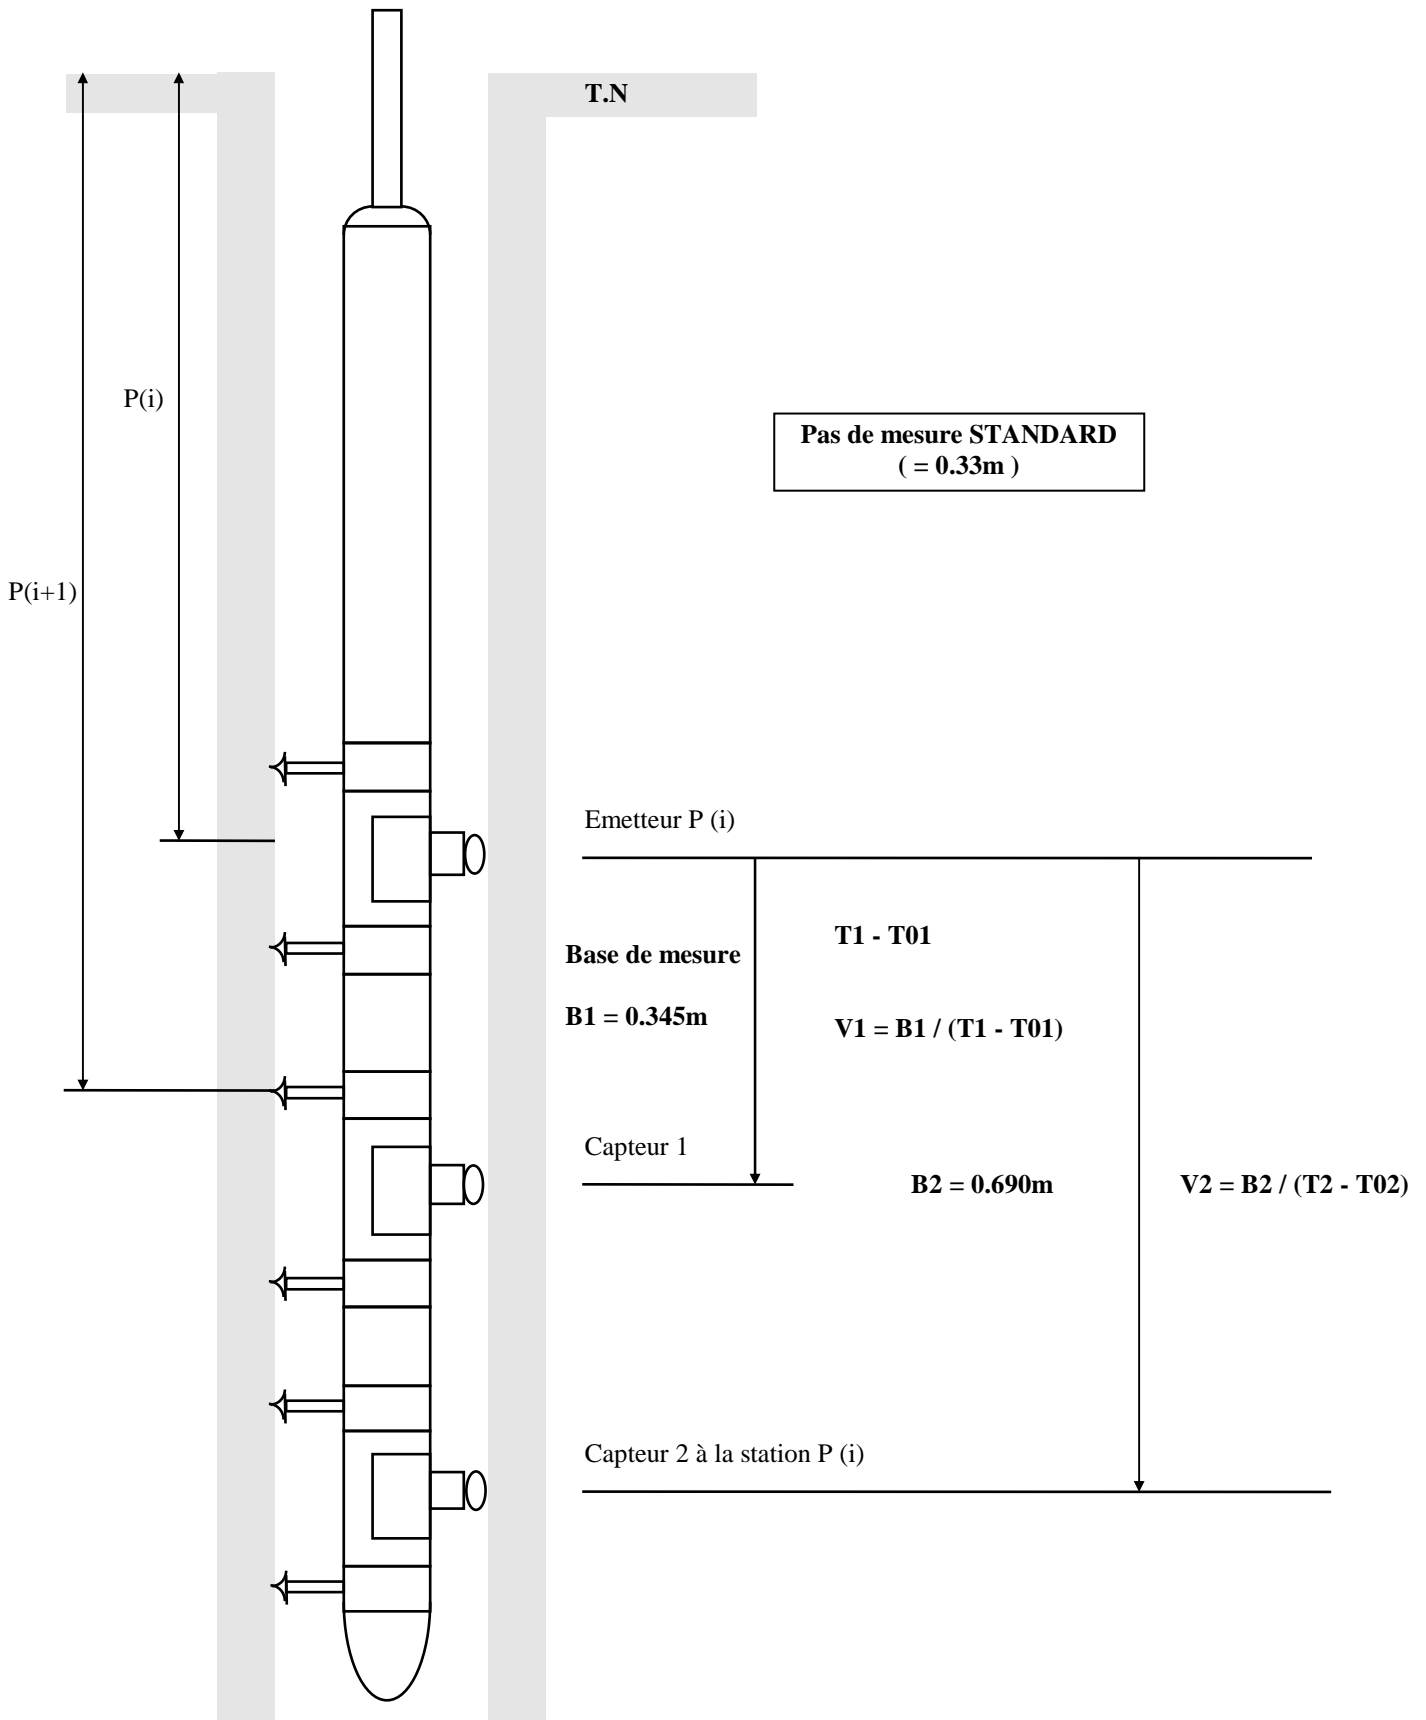 T.N
P(i)
Pas de mesure STANDARD
( = 0.33m )
P(i+1)
Emetteur P (i)
T1 - T01
Base de mesure
B1 = 0.345m
V1 = B1 / (T1 - T01)
Capteur 1
B2 = 0.690m
V2 = B2 / (T2 - T02)
Capteur 2 à la station P (i)